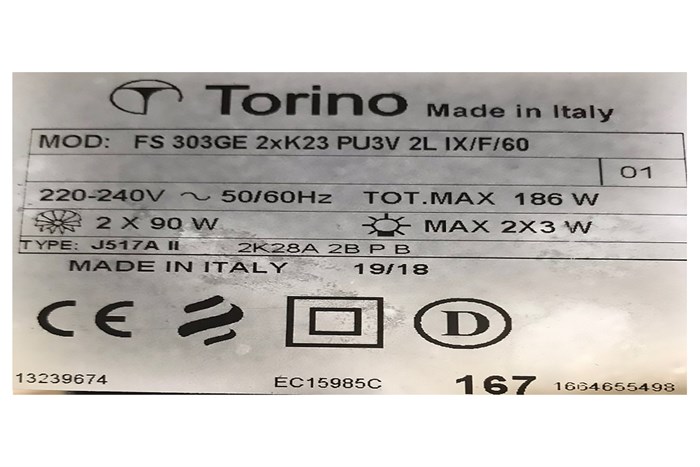 Torino Made in Italy
MOD: FS 303GE 2xK23 PU3V 2L IX/F/60
01
220-240V ~ 50/60Hz TOT.MAX 186 W
2 X 90 W MAX 2X3 W
TYPE: J517A II 2K28A 2B P B
MADE IN ITALY 19/18
CE D
13239674 EC15985C 167 1664655498